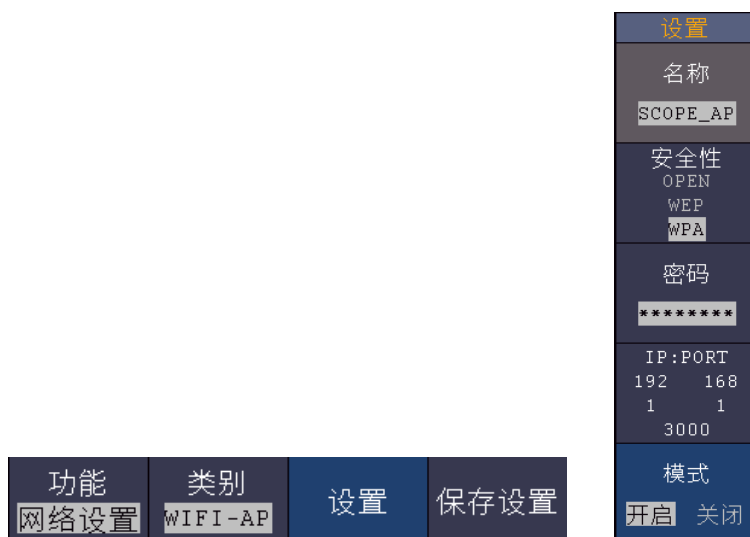 设置
名称
SCOPE_AP
安全性
OPEN
WEP
WPA
密码
********
IP:PORT
192 168
1 1
3000
模式
开启 关闭
功能
网络设置
类别
WIFI-AP
设置
保存设置